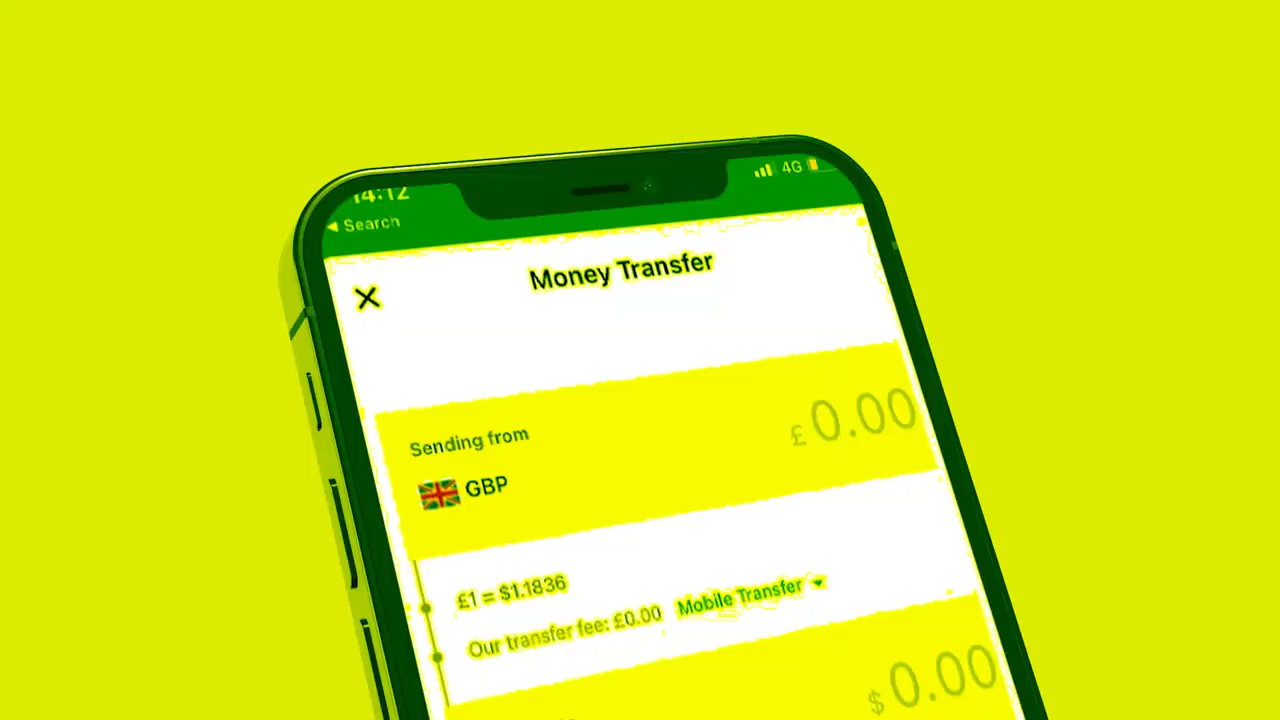 14:12
4G
Search
Money Transfer
Sending from
£0.00
GBP
£1 = $1.1836
Our transfer fee: £0.00 Mobile Transfer
$0.00